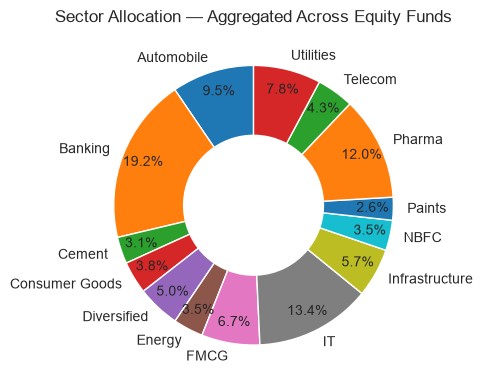 Sector Allocation — Aggregated Across Equity Funds
Automobile
9.5%
Banking
19.2%
Cement
3.1%
Consumer Goods
3.8%
Diversified
5.0%
Energy
3.5%
FMCG
6.7%
IT
13.4%
Infrastructure
5.7%
NBFC
3.5%
Paints
2.6%
Pharma
12.0%
Telecom
4.3%
Utilities
7.8%